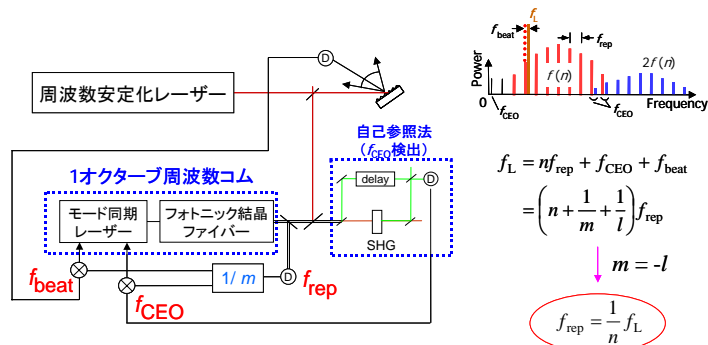 周波数安定化レーザー
D
自己参照法
(fCEO検出)
1オクターブ周波数コム
モード同期
レーザー
フォトニック結晶
ファイバー
delay
D
SHG
1/ m
D
frep
fbeat
fCEO
fL
fbeat
frep
Power
f(n)
2f(n)
0
fCEO
fCEO
Frequency
fL = nfrep + fCEO + fbeat
= (n + 1/m + 1/l) frep
m = -l
frep = 1/n fL